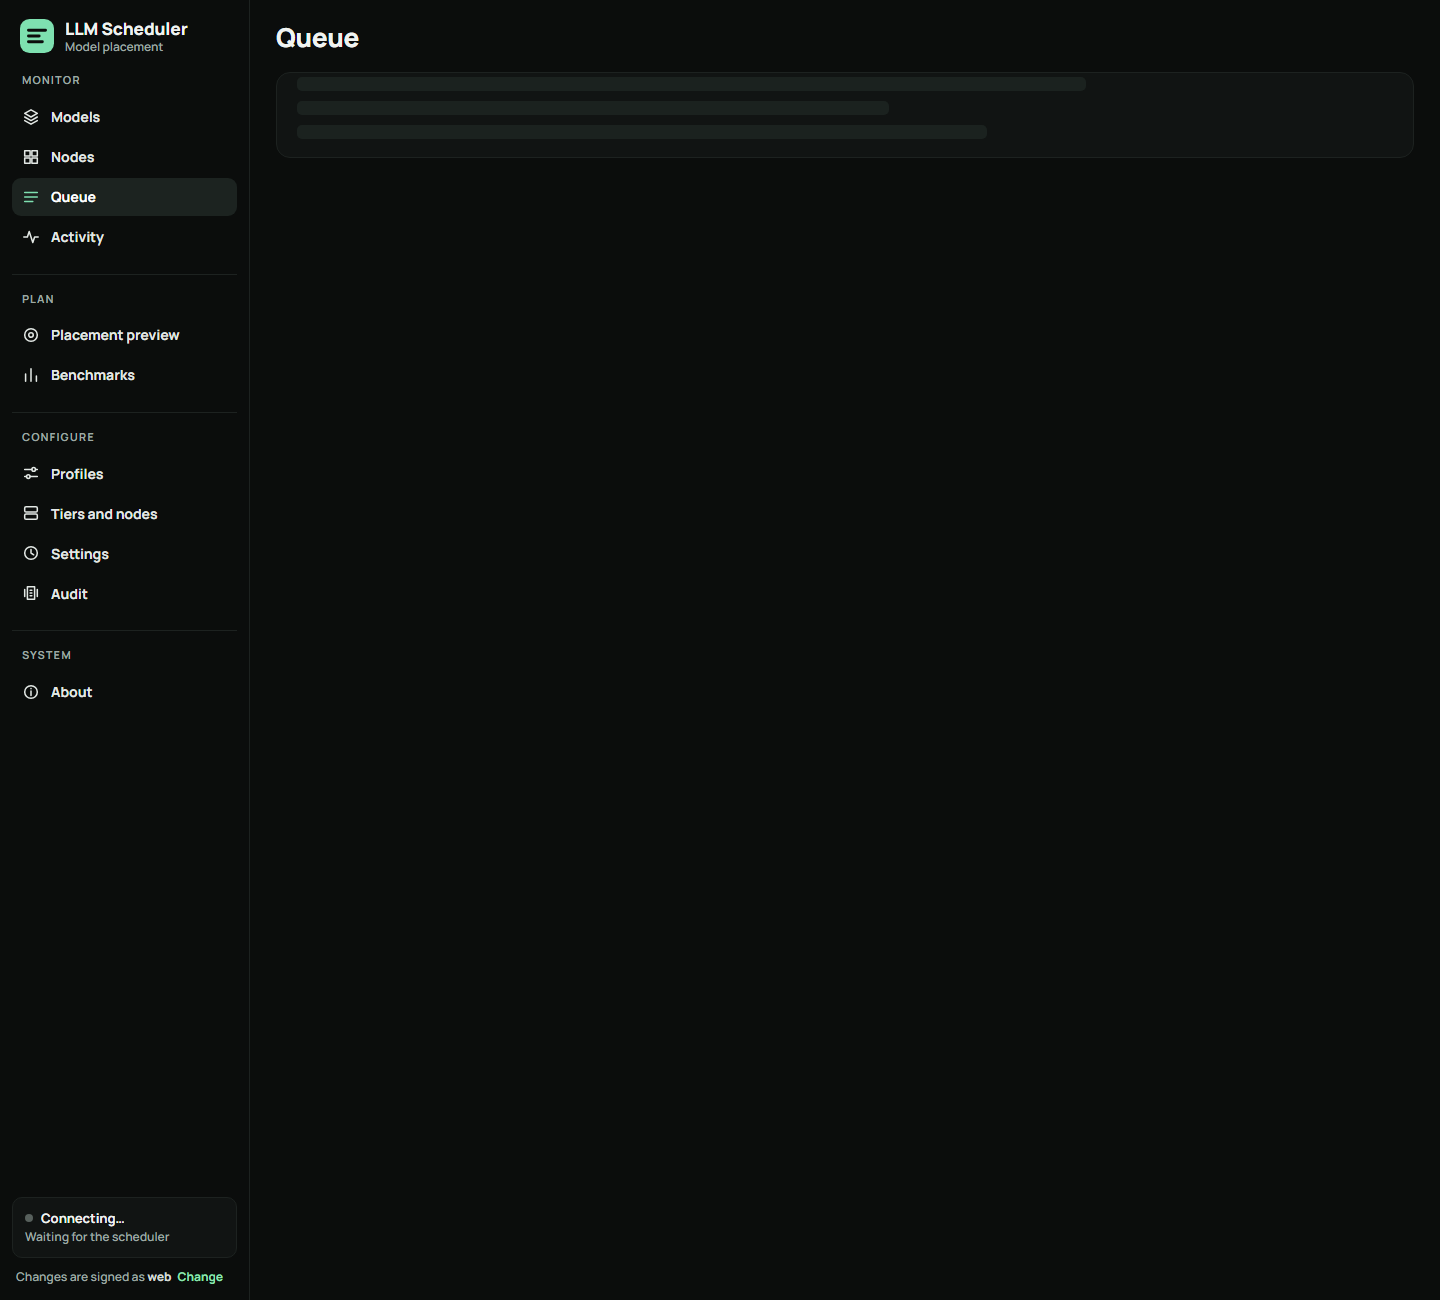 LLM Scheduler
Model placement
MONITOR
Models
Nodes
Queue
Activity
PLAN
Placement preview
Benchmarks
CONFIGURE
Profiles
Tiers and nodes
Settings
Audit
SYSTEM
About
Connecting…
Waiting for the scheduler
Changes are signed as web Change
Queue